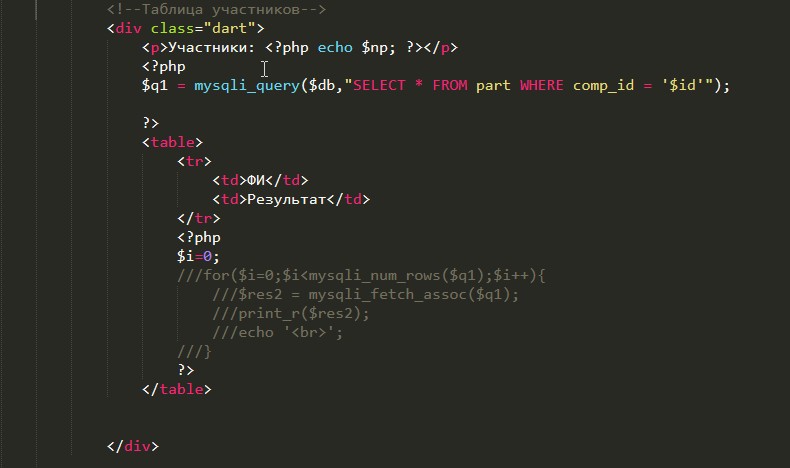 <!--Таблица участников-->
<div class="dart">
<p>Участники: <?php echo $np; ?></p>
<?php
$q1 = mysqli_query($db,"SELECT * FROM part WHERE comp_id = '$id'");
?>
<table>
<tr>
<td>ФИ</td>
<td>Результат</td>
</tr>
<?php
$i=0;
///for($i=0;$i<mysqli_num_rows($q1);$i++){
///$res2 = mysqli_fetch_assoc($q1);
///print_r($res2);
///echo '<br>';
///}
?>
</table>
</div>